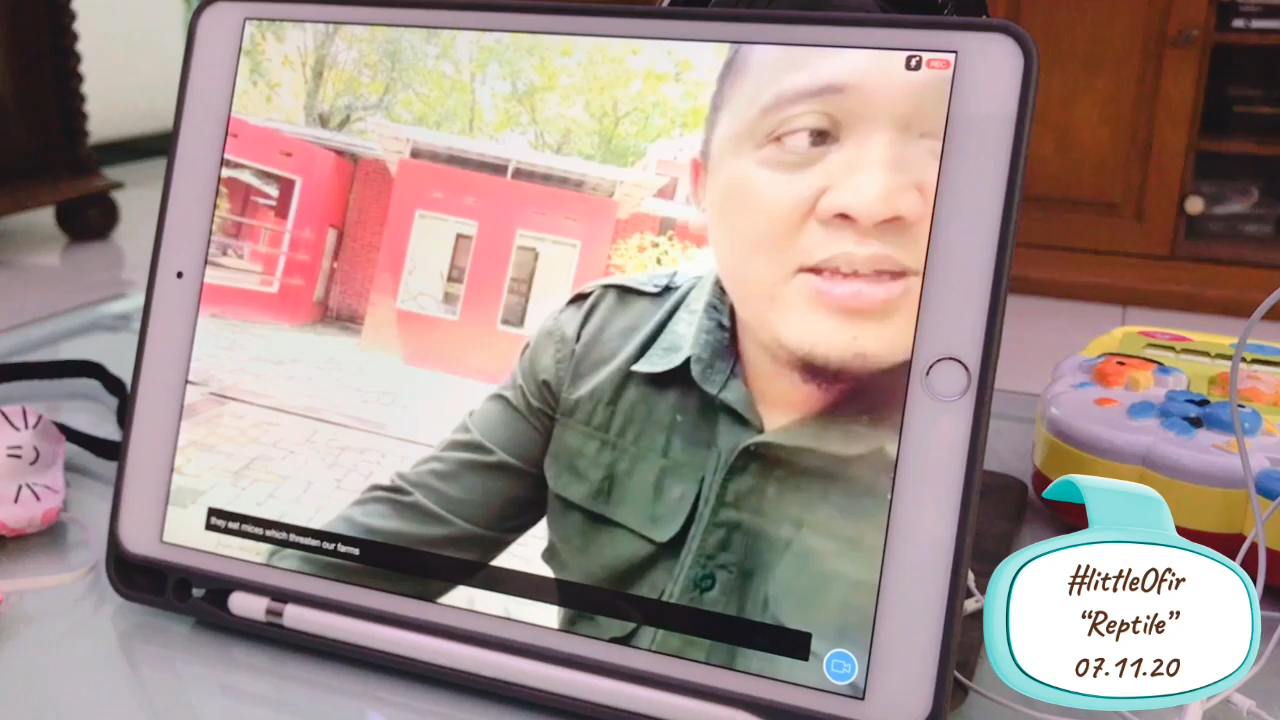 REC
they eat mices which threaten our farms
#littleOfir
“Reptile”
07.11.20